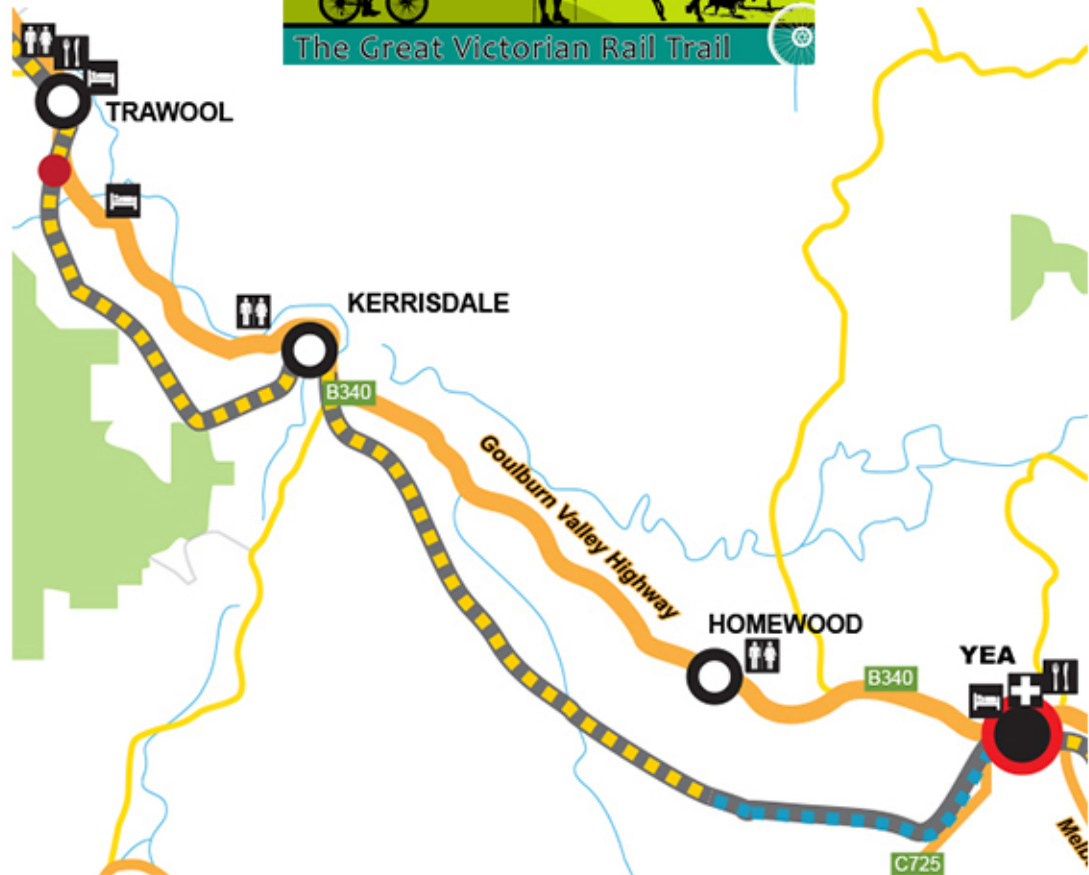 The Great Victorian Rail Trail
TRAWOOL
KERRISDALE
B340
Goulburn Valley Highway
HOMEWOOD
YEA
B340
C725